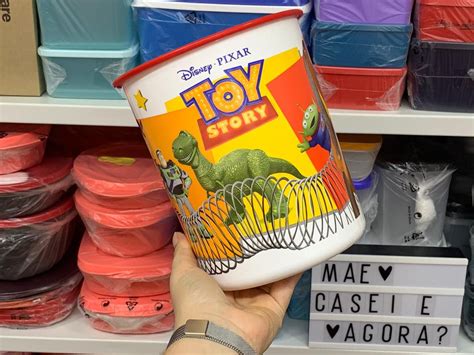 DISNEY · PIXAR
TOY
STORY
MAE♥
CASEI E
♥AGORA?